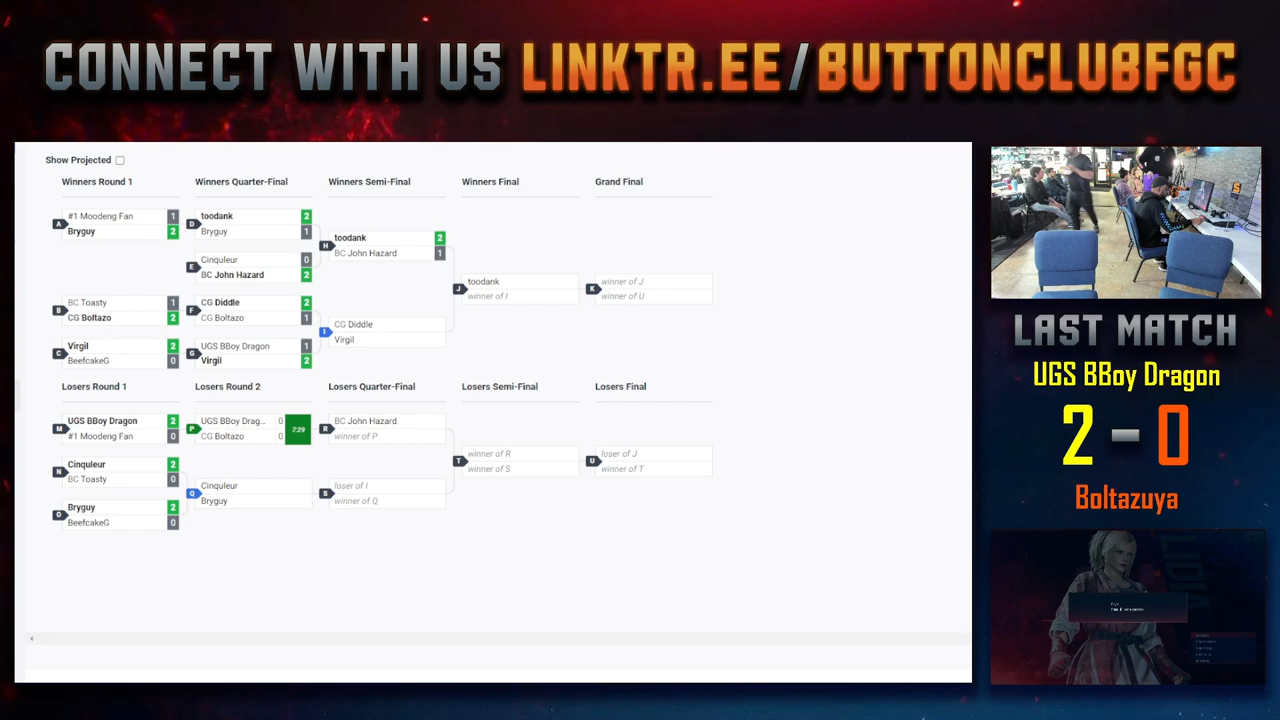 CONNECT WITH US LINKTR.EE/BUTTONCLUBFGC
Show Projected
Winners Round 1
Winners Quarter-Final
Winners Semi-Final
Winners Final
Grand Final
A
#1 Moodeng Fan 1
Bryguy 2
D
toodank 2
Bryguy 1
H
toodank 2
BC John Hazard 1
E
Cinquleur 0
BC John Hazard 2
J
toodank
winner of I
K
winner of J
winner of U
B
BC Toasty 1
CG Boltazo 2
F
CG Diddle 2
CG Boltazo 1
I
CG Diddle
Virgil
C
Virgil 2
BeefcakeG 0
G
UGS BBoy Dragon 1
Virgil 2
Losers Round 1
Losers Round 2
Losers Quarter-Final
Losers Semi-Final
Losers Final
M
UGS BBoy Dragon 2
#1 Moodeng Fan 0
P
UGS BBoy Drag... 0
CG Boltazo 0
7:29
R
BC John Hazard
winner of P
N
Cinquleur 2
BC Toasty 0
T
winner of R
winner of S
U
loser of J
winner of T
Q
Cinquleur
Bryguy
S
loser of I
winner of Q
O
Bryguy 2
BeefcakeG 0
LAST MATCH
UGS BBoy Dragon
2 - 0
Boltazuya
LIDIA